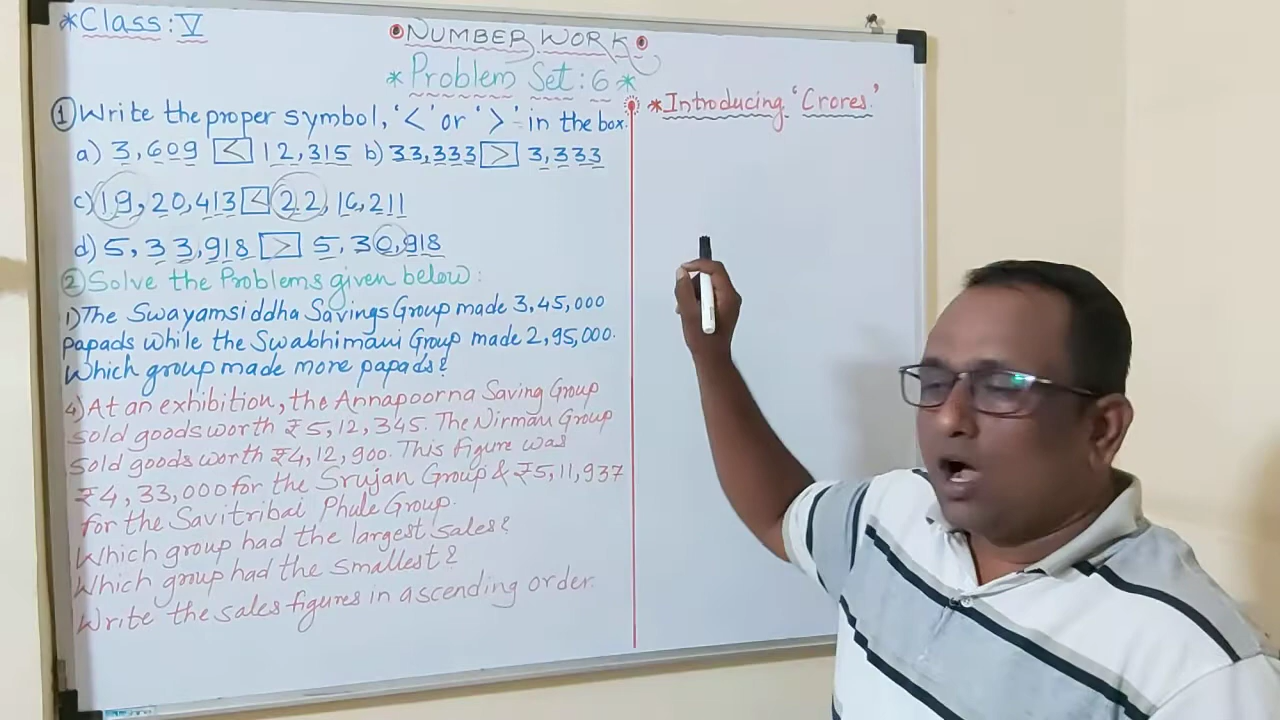 *Class: V
NUMBER WORK
*Problem Set: 6*
① Write the proper symbol, '<' or '>' in the box.
a) 3,609 < 12,315 b) 33,333 > 3,333
c) 19,20,413 < 22,16,211
d) 5,33,918 > 5,30,918
② Solve the Problems given below:
1) The Swayamsiddha Savings Group made 3,45,000
papads while the Swabhimani Group made 2,95,000.
Which group made more papads?
4) At an exhibition, the Annapoorna Saving Group
sold goods worth ₹5,12,345. The Nirman Group
sold goods worth ₹4,12,900. This figure was
₹4,33,000 for the Srujan Group & ₹5,11,937
for the Savitribai Phule Group.
Which group had the largest sales?
Which group had the smallest?
Write the sales figures in ascending order.
*Introducing 'Crores.'